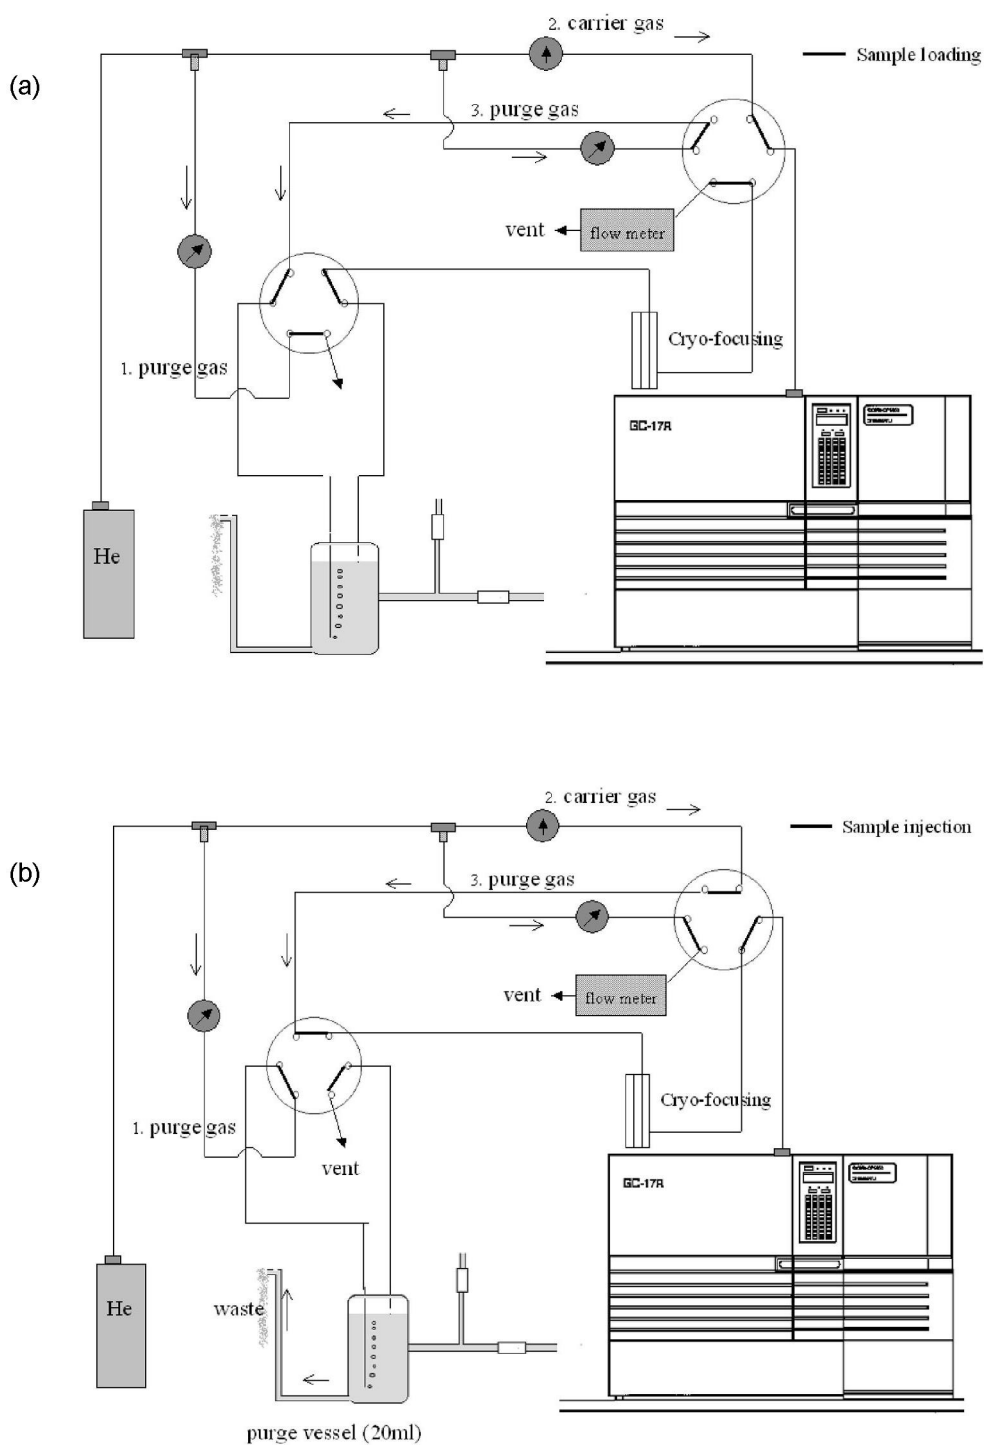 2. carrier gas
Sample loading
(a)
3. purge gas
vent
flow meter
Cryo-focusing
1. purge gas
GC-17A
He
2. carrier gas
Sample injection
(b)
3. purge gas
vent
flow meter
Cryo-focusing
1. purge gas
vent
GC-17A
He
waste
purge vessel (20ml)